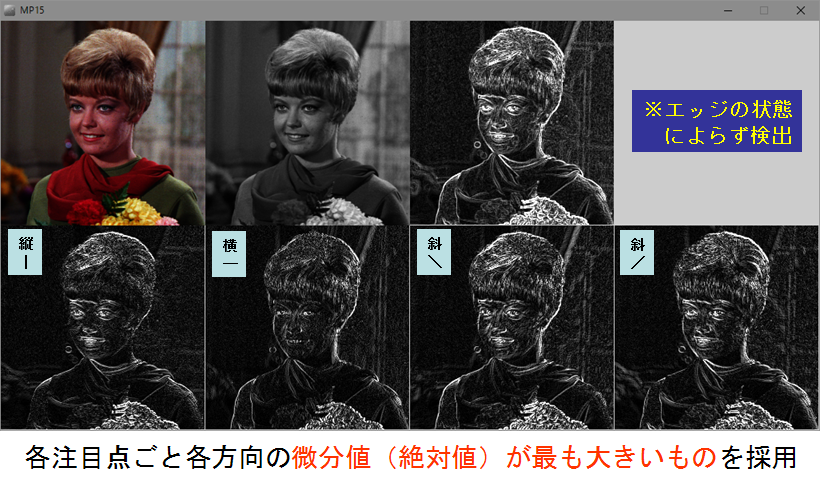 MP15
※エッジの状態
によらず検出
縦
|
横
―
斜
＼
斜
／
各注目点ごと各方向の微分値（絶対値）が最も大きいものを採用